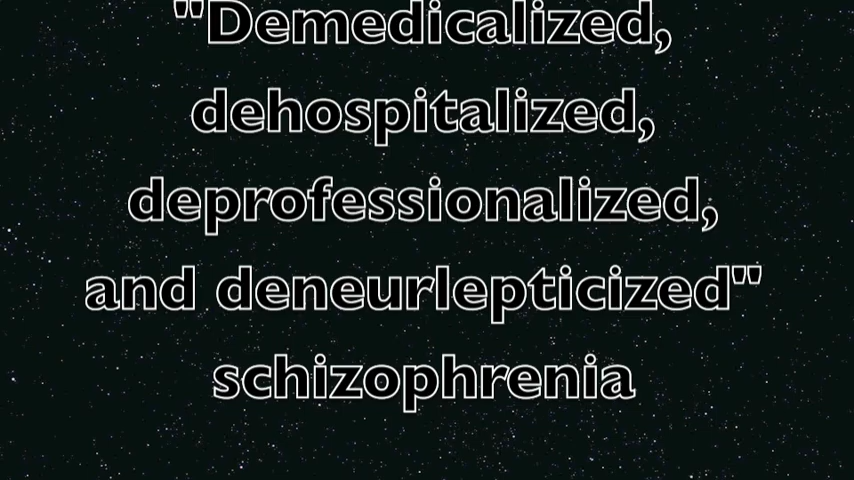 "Demedicalized,
dehospitalized,
deprofessionalized,
and deneurlepticized"
schizophrenia